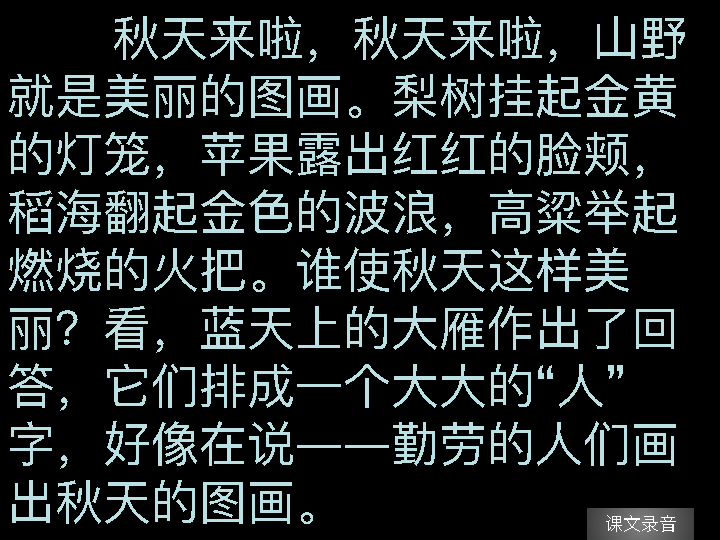 秋天来啦，秋天来啦，山野
就是美丽的图画。梨树挂起金黄
的灯笼，苹果露出红红的脸颊，
稻海翻起金色的波浪，高粱举起
燃烧的火把。谁使秋天这样美
丽？看，蓝天上的大雁作出了回
答，它们排成一个大大的“人”
字，好像在说——勤劳的人们画
出秋天的图画。
课文录音